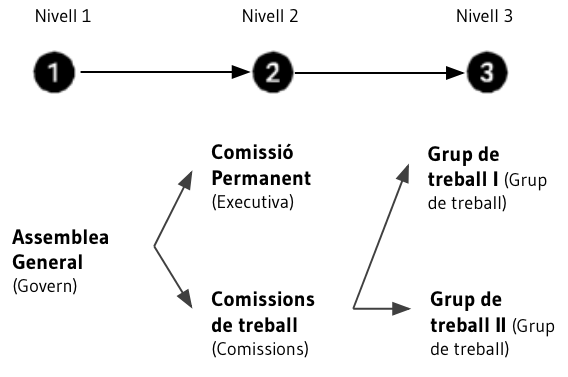 Nivell 1
Nivell 2
Nivell 3
1
2
3
Assemblea
General
(Govern)
Comissió
Permanent
(Executiva)
Comissions
de treball
(Comissions)
Grup de
treball I (Grup
de treball)
Grup de
treball II (Grup
de treball)